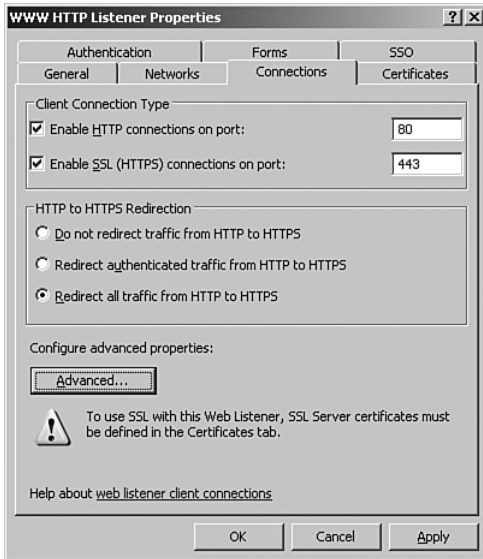 WWW HTTP Listener Properties
Authentication Forms SSO
General Networks Connections Certificates
Client Connection Type
Enable HTTP connections on port: 80
Enable SSL (HTTPS) connections on port: 443
HTTP to HTTPS Redirection
Do not redirect traffic from HTTP to HTTPS
Redirect authenticated traffic from HTTP to HTTPS
Redirect all traffic from HTTP to HTTPS
Configure advanced properties:
Advanced...
To use SSL with this Web Listener, SSL Server certificates must
be defined in the Certificates tab.
Help about web listener client connections
OK Cancel Apply